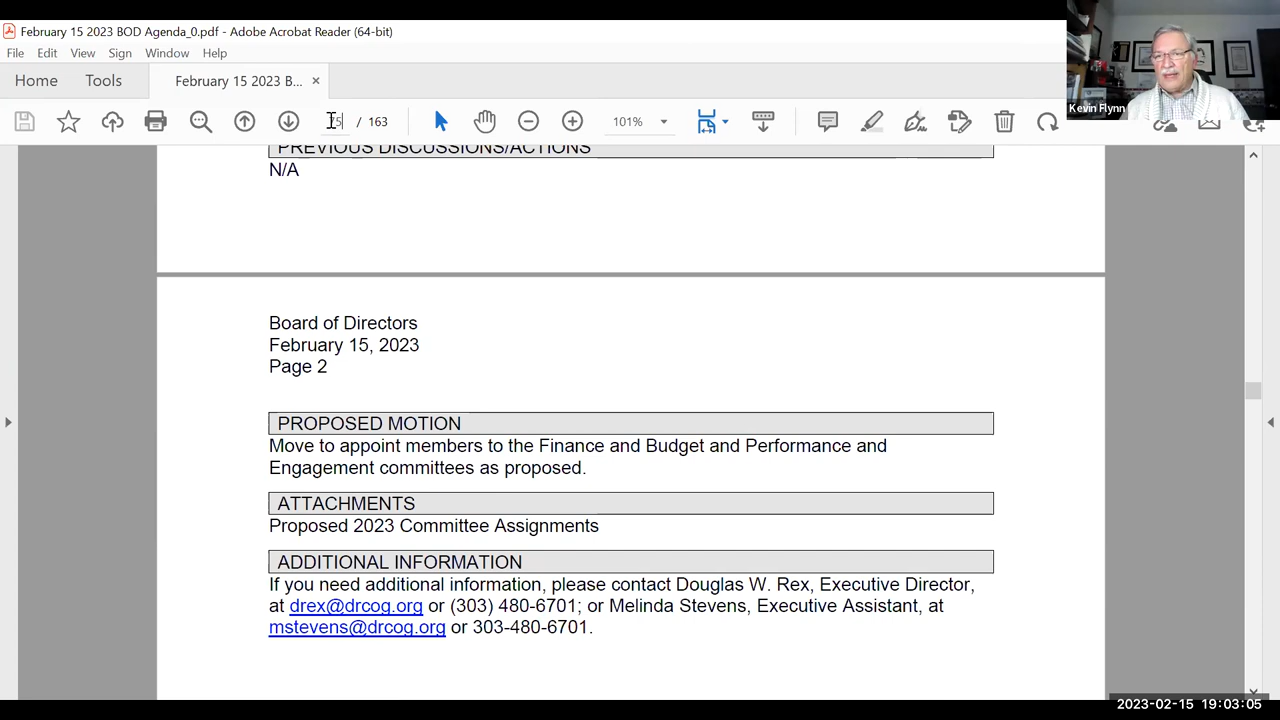 February 15 2023 BOD Agenda_0.pdf - Adobe Acrobat Reader (64-bit)
File Edit View Sign Window Help
Home Tools February 15 2023 B... ×
/ 163 101%
Kevin Flynn
PREVIOUS DISCUSSIONS/ACTIONS
N/A
Board of Directors
February 15, 2023
Page 2
PROPOSED MOTION
Move to appoint members to the Finance and Budget and Performance and
Engagement committees as proposed.
ATTACHMENTS
Proposed 2023 Committee Assignments
ADDITIONAL INFORMATION
If you need additional information, please contact Douglas W. Rex, Executive Director,
at drex@drcog.org or (303) 480-6701; or Melinda Stevens, Executive Assistant, at
mstevens@drcog.org or 303-480-6701.
2023-02-15 19:03:05